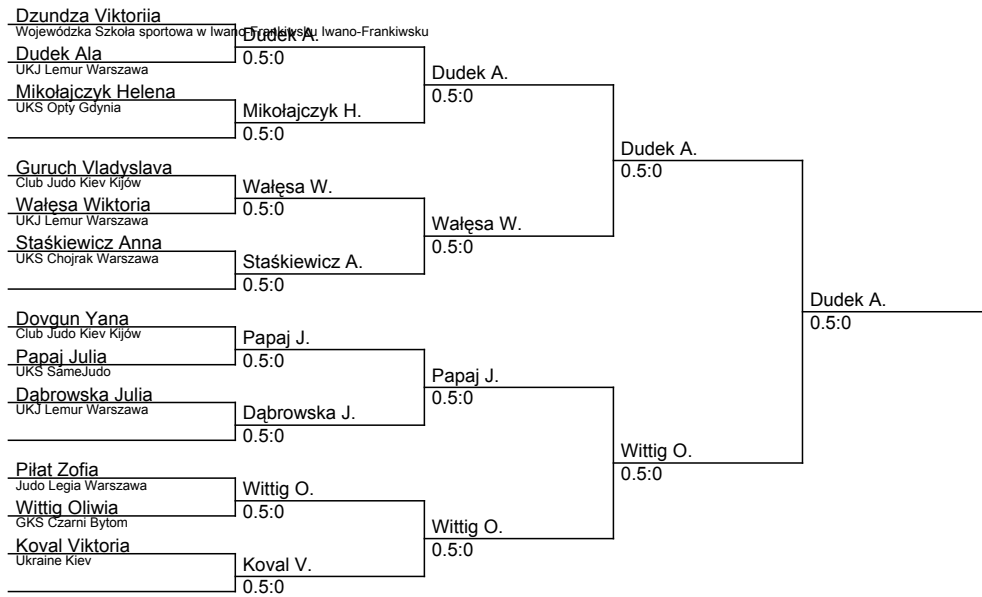 Dzundza Viktoriia
Wojewódzka Szkoła sportowa w Iwano-Frankiwsku Iwano-Frankiwsku
Dudek A.
0.5:0
Dudek Ala
UKJ Lemur Warszawa
Dudek A.
0.5:0
Mikołajczyk Helena
UKS Opty Gdynia
Mikołajczyk H.
0.5:0
Dudek A.
0.5:0
Guruch Vladyslava
Club Judo Kiev Kijów
Wałęsa W.
0.5:0
Wałęsa Wiktoria
UKJ Lemur Warszawa
Wałęsa W.
0.5:0
Staśkiewicz Anna
UKS Chojrak Warszawa
Staśkiewicz A.
0.5:0
Dudek A.
0.5:0
Dovgun Yana
Club Judo Kiev Kijów
Papaj J.
0.5:0
Papaj Julia
UKS SameJudo
Papaj J.
0.5:0
Dąbrowska Julia
UKJ Lemur Warszawa
Dąbrowska J.
0.5:0
Wittig O.
0.5:0
Piłat Zofia
Judo Legia Warszawa
Wittig O.
0.5:0
Wittig Oliwia
GKS Czarni Bytom
Wittig O.
0.5:0
Koval Viktoria
Ukraine Kiev
Koval V.
0.5:0